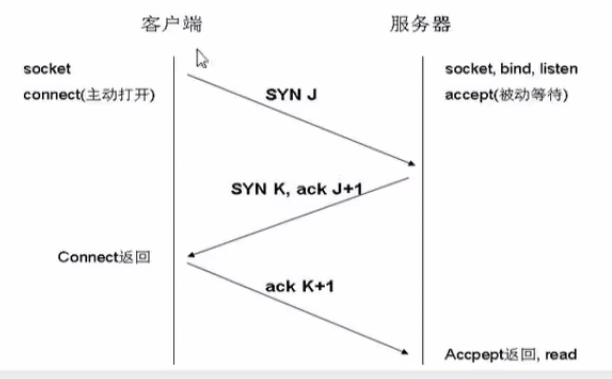 客户端
服务器
socket
connect(主动打开)
socket, bind, listen
accept(被动等待)
SYN J
SYN K, ack J+1
Connect返回
ack K+1
Accpept返回, read